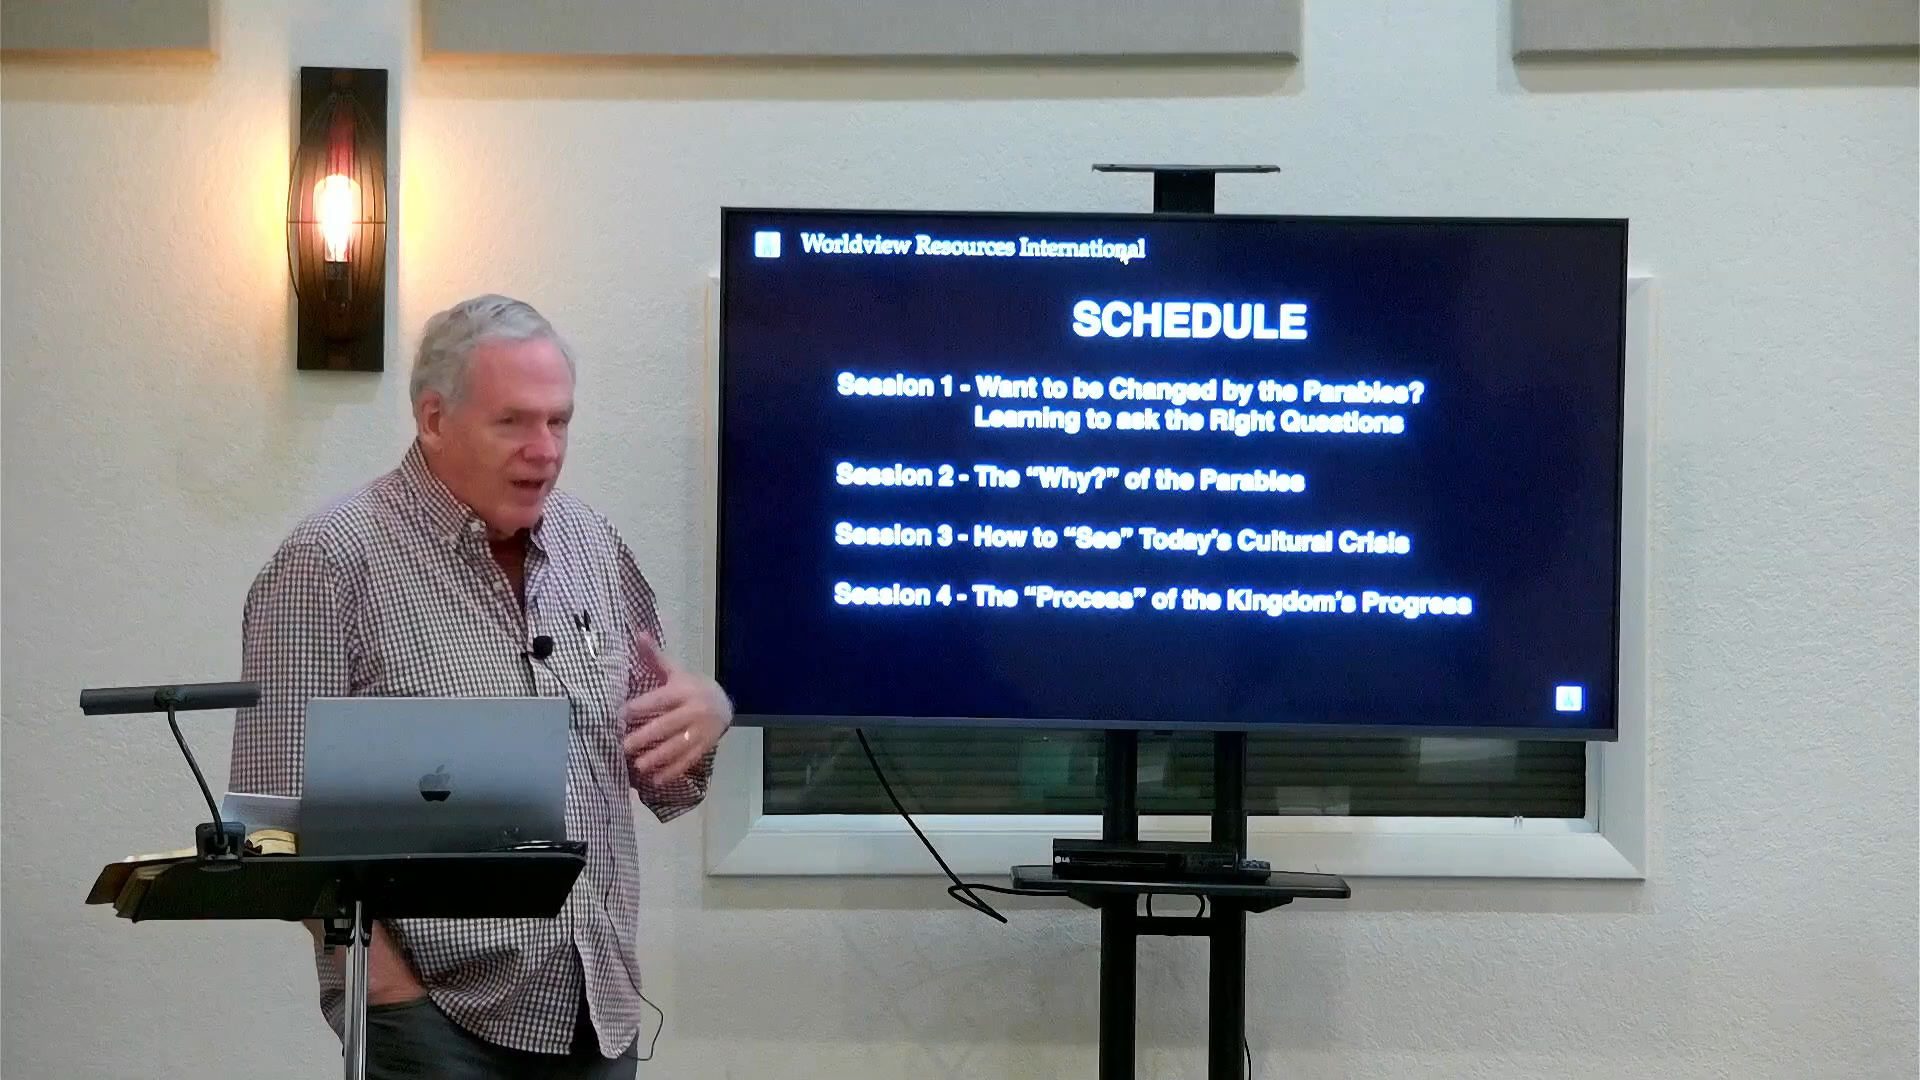 Worldview Resources International
SCHEDULE
Session 1 - Want to be Changed by the Parables?
Learning to ask the Right Questions
Session 2 - The “Why?” of the Parables
Session 3 - How to “See” Today’s Cultural Crisis
Session 4 - The “Process” of the Kingdom’s Progress
LG